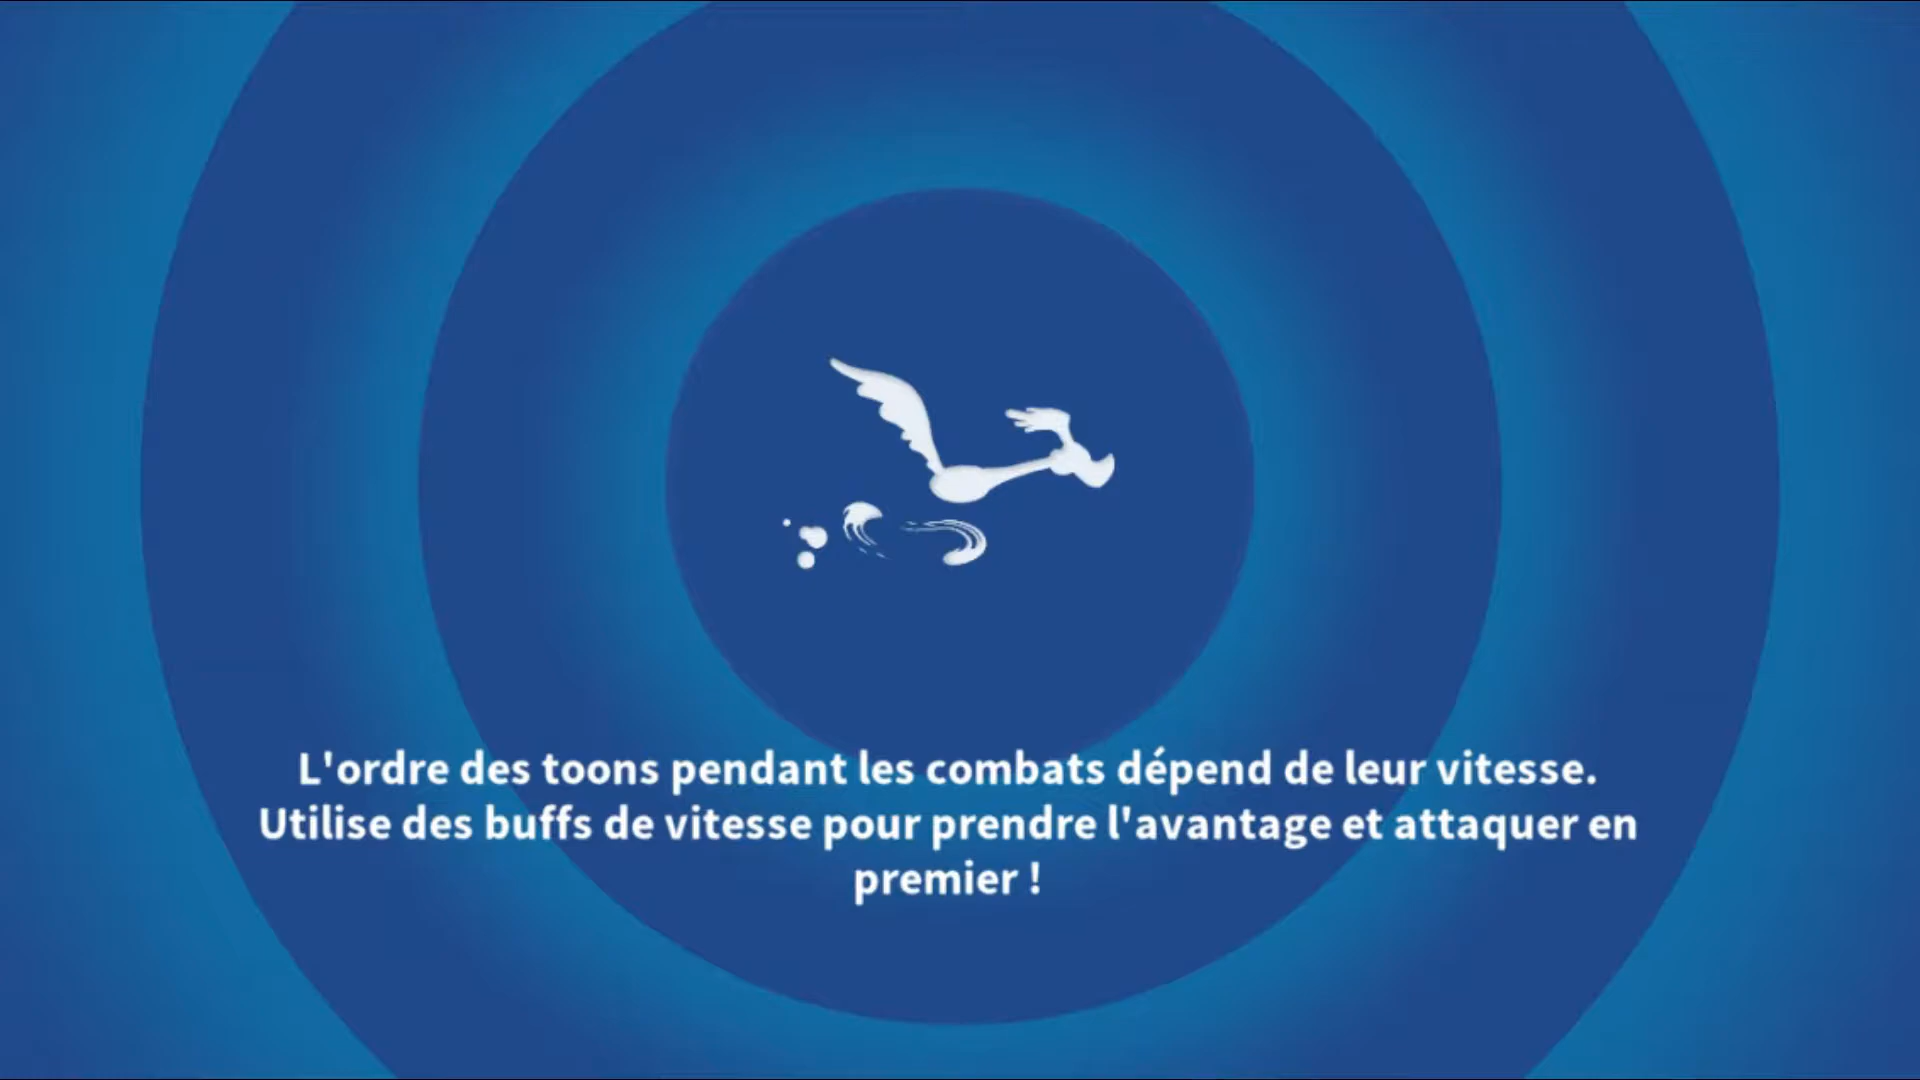 L'ordre des toons pendant les combats dépend de leur vitesse.
Utilise des buffs de vitesse pour prendre l'avantage et attaquer en
premier !